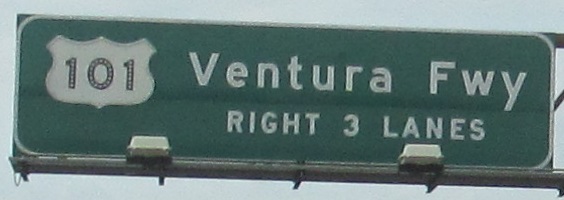 101 Ventura Fwy
RIGHT 3 LANES